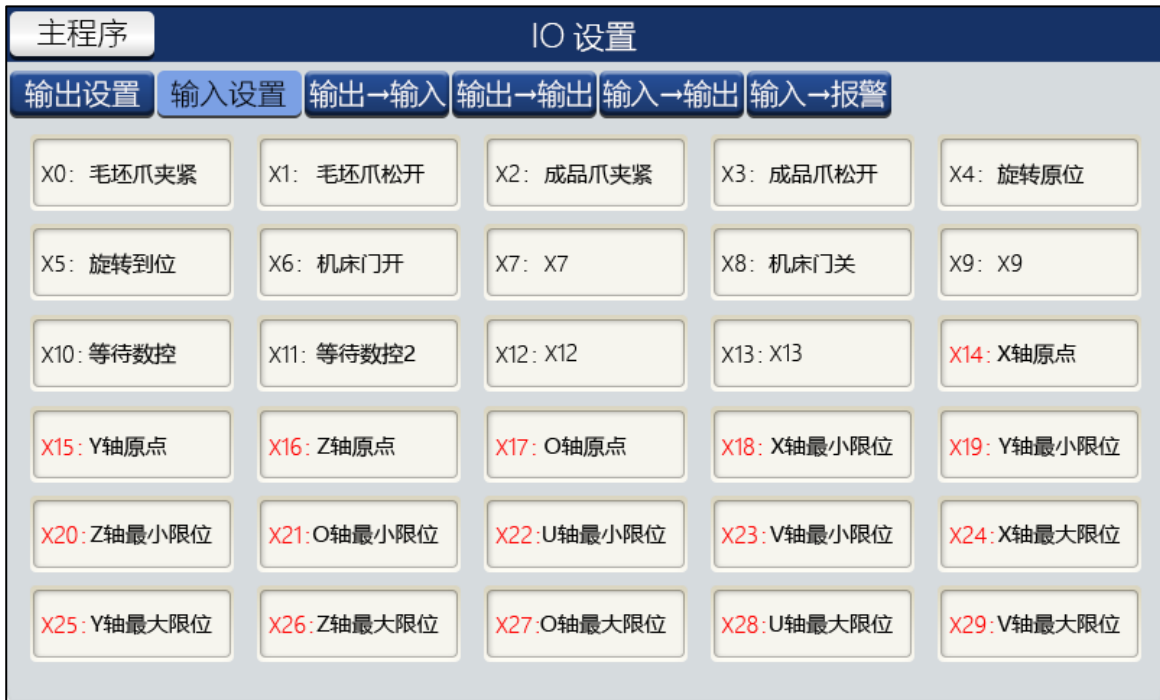 主程序 IO 设置
输出设置 输入设置 输出→输入 输出→输出 输入→输出 输入→报警
X0: 毛坯爪夹紧 X1: 毛坯爪松开 X2: 成品爪夹紧 X3: 成品爪松开 X4: 旋转原位
X5: 旋转到位 X6: 机床门开 X7: X7 X8: 机床门关 X9: X9
X10: 等待数控 X11: 等待数控2 X12: X12 X13: X13 X14: X轴原点
X15: Y轴原点 X16: Z轴原点 X17: O轴原点 X18: X轴最小限位 X19: Y轴最小限位
X20: Z轴最小限位 X21: O轴最小限位 X22: U轴最小限位 X23: V轴最小限位 X24: X轴最大限位
X25: Y轴最大限位 X26: Z轴最大限位 X27: O轴最大限位 X28: U轴最大限位 X29: V轴最大限位